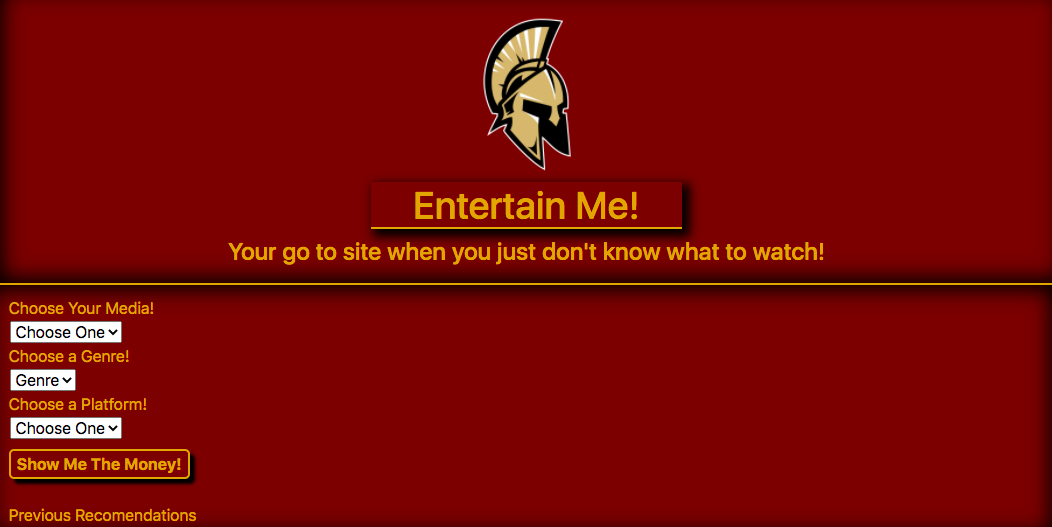 Entertain Me!
Your go to site when you just don't know what to watch!
Choose Your Media!
Choose One
Choose a Genre!
Genre
Choose a Platform!
Choose One
Show Me The Money!
Previous Recomendations